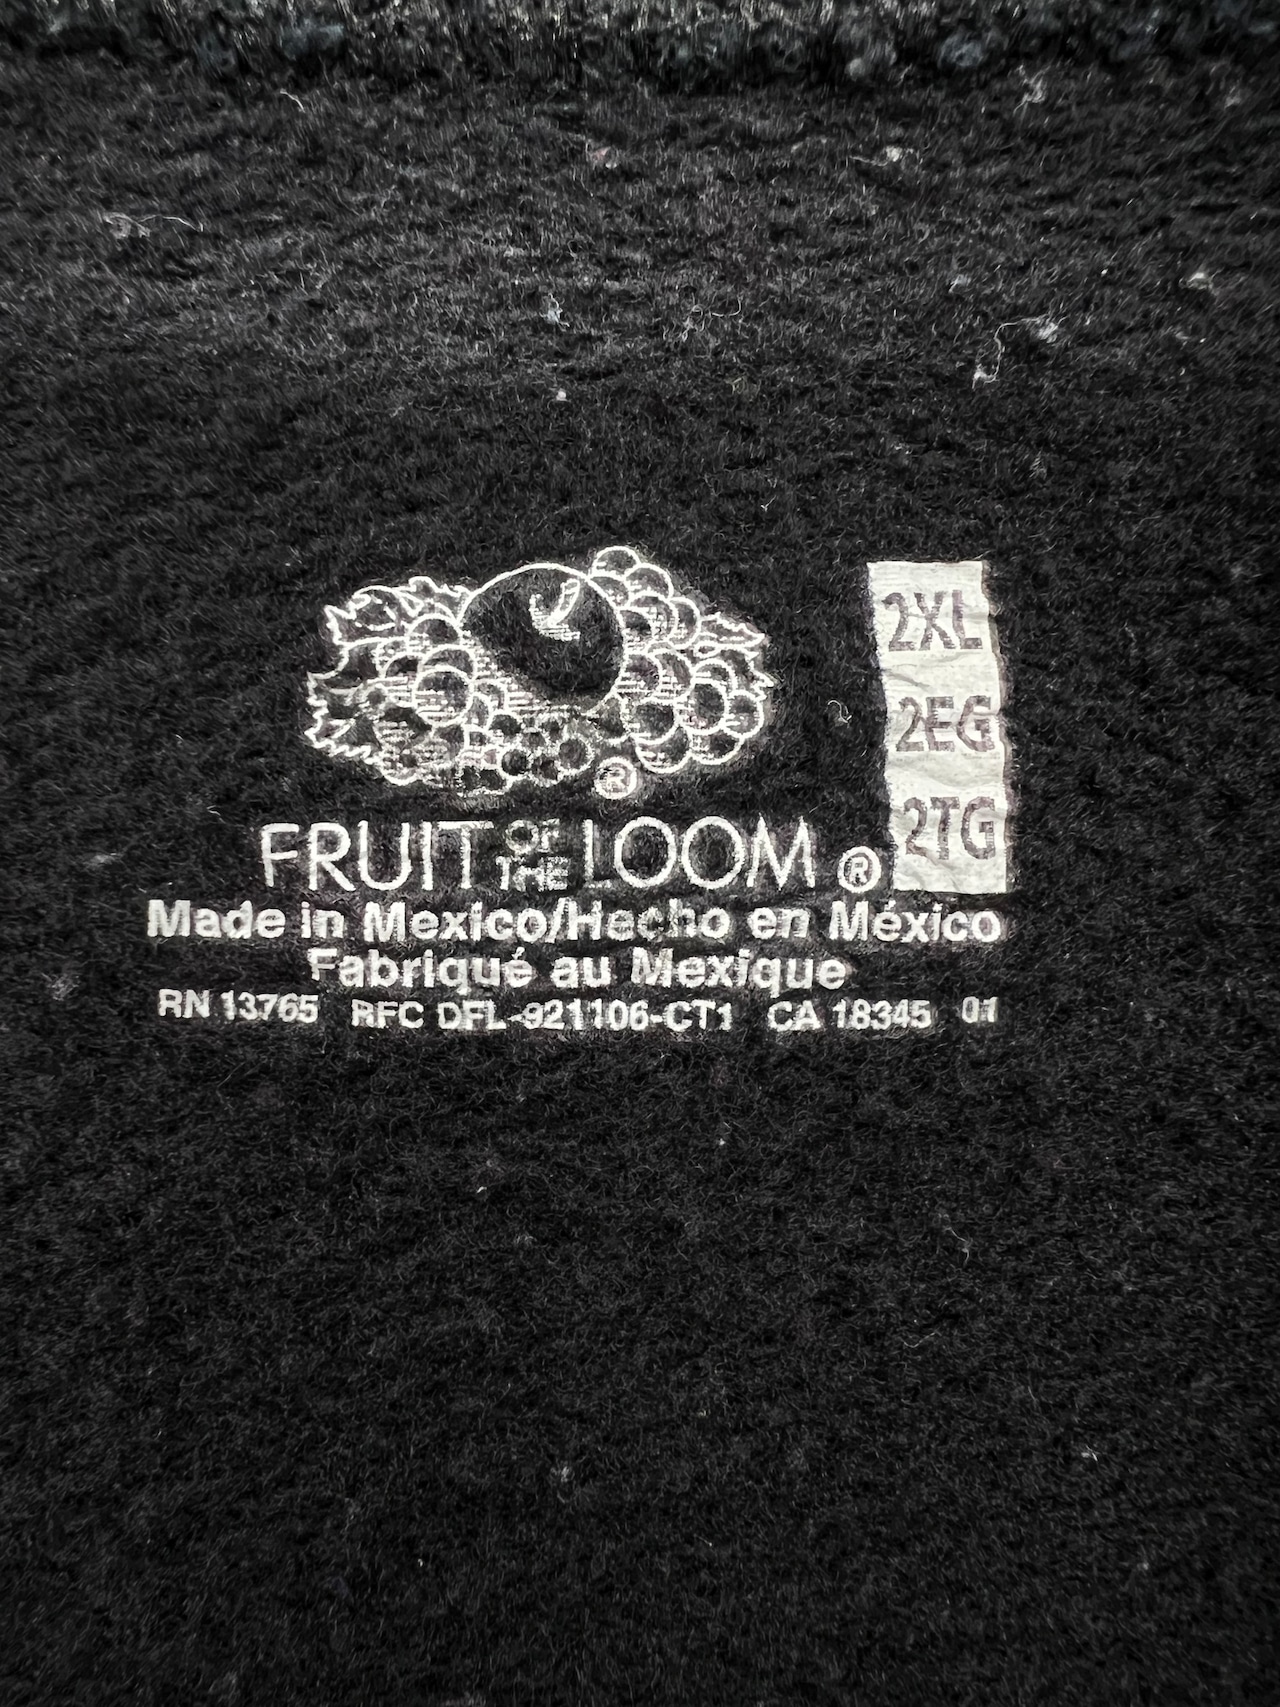 2XL
2EG
2TG
®
FRUIT OF THE LOOM ®
Made in Mexico/Hecho en México
Fabriqué au Mexique
RN 13765 RFC DFL-921106-CT1 CA 18345 01